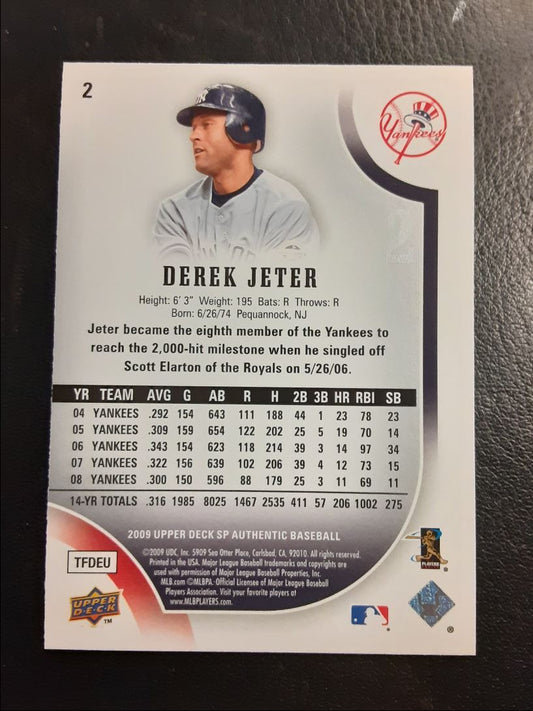 2
NY
Yankees
DEREK JETER
Height: 6' 3" Weight: 195 Bats: R Throws: R
Born: 6/26/74 Pequannock, NJ
Jeter became the eighth member of the Yankees to
reach the 2,000-hit milestone when he singled off
Scott Elarton of the Royals on 5/26/06.
YR TEAM AVG G AB R H 2B 3B HR RBI SB
04 YANKEES .292 154 643 111 188 44 1 23 78 23
05 YANKEES .309 159 654 122 202 25 5 19 70 14
06 YANKEES .343 154 623 118 214 39 3 14 97 34
07 YANKEES .322 156 639 102 206 39 4 12 73 15
08 YANKEES .300 150 596 88 179 25 3 11 69 11
14-YR TOTALS .316 1985 8025 1467 2535 411 57 206 1002 275
2009 UPPER DECK SP AUTHENTIC BASEBALL
©2009 UDC, Inc. 5909 Sea Otter Place, Carlsbad, CA, 92010. All rights reserved.
Printed in the USA. Major League Baseball trademarks and copyrights are
used with permission of Major League Baseball Properties, Inc.
MLB.com ©MLBPA. Official Licensee of Major League Baseball
Players Association. Visit your favorite players at
www.MLBPLAYERS.com
TFDEU
UPPER
DECK
TM
PLAYERS
®